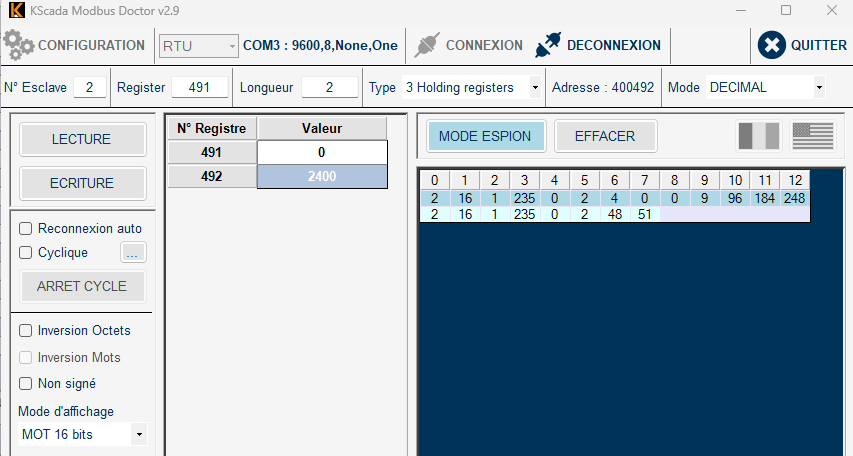 KScada Modbus Doctor v2.9
CONFIGURATION RTU COM3 : 9600,8,None,One CONNEXION DECONNEXION QUITTER
N° Esclave 2 Register 491 Longueur 2 Type 3 Holding registers Adresse : 400492 Mode DECIMAL
LECTURE
ECRITURE
Reconnexion auto
Cyclique ...
ARRET CYCLE
Inversion Octets
Inversion Mots
Non signé
Mode d'affichage
MOT 16 bits
N° Registre Valeur
491 0
492 2400
MODE ESPION EFFACER
0 1 2 3 4 5 6 7 8 9 10 11 12
2 16 1 235 0 2 4 0 0 9 96 184 248
2 16 1 235 0 2 48 51